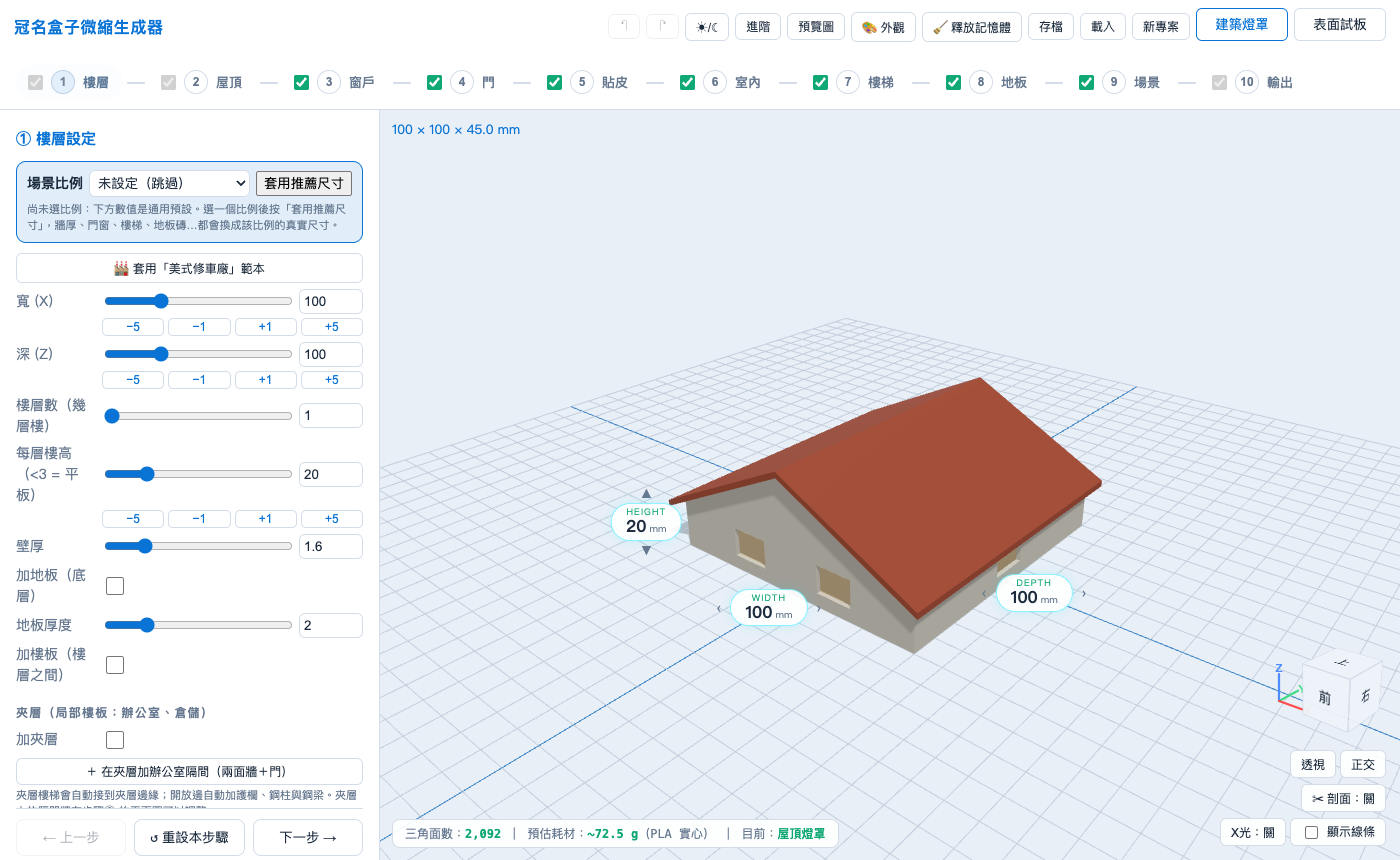 冠名盒子微縮生成器
☀/☾
進階
預覽圖
🎨 外觀
🧹 釋放記憶體
存檔
載入
新專案
建築燈罩
表面試板
1 樓層
2 屋頂
3 窗戶
4 門
5 貼皮
6 室內
7 樓梯
8 地板
9 場景
10 輸出
① 樓層設定
場景比例 未設定（跳過） 套用推薦尺寸
尚未選比例：下方數值是通用預設。選一個比例後按「套用推薦尺
寸」，牆厚、門窗、樓梯、地板磚…都會換成該比例的真實尺寸。
🏭 套用「美式修車廠」範本
寬 (X) 100
−5 −1 +1 +5
深 (Z) 100
−5 −1 +1 +5
樓層數（幾
層樓） 1
每層樓高
（<3 = 平
板） 20
−5 −1 +1 +5
壁厚 1.6
加地板（底
層）
地板厚度 2
加樓板（樓
層之間）
夾層（局部樓板：辦公室、倉儲）
加夾層
＋ 在夾層加辦公室隔間（兩面牆＋門）
夾層樓梯會自動接到夾層邊緣；開放邊自動加護欄、鋼柱與鋼梁。夾層
← 上一步
↺ 重設本步驟
下一步 →
100 × 100 × 45.0 mm
HEIGHT
20 mm
WIDTH
100 mm
DEPTH
100 mm
Z
前
右
上
透視
正交
✂ 剖面：關
X光：關
顯示線條
三角面數：2,092 | 預估耗材：~72.5 g (PLA 實心) | 目前：屋頂燈罩